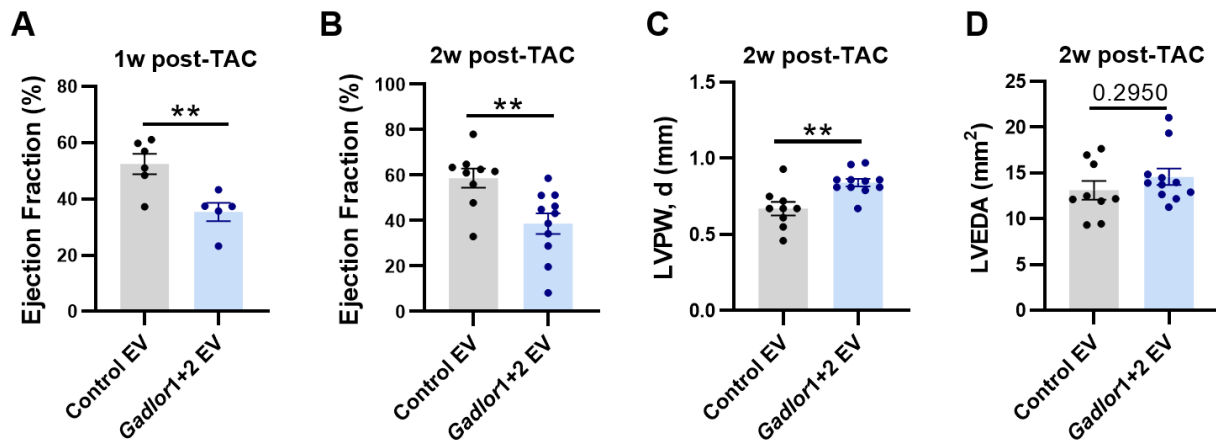 A
1w post-TAC
Ejection Fraction (%)
80
60
40
20
0
**
Control EV
Gadlor1+2 EV
B
2w post-TAC
Ejection Fraction (%)
100
80
60
40
20
0
**
Control EV
Gadlor1+2 EV
C
2w post-TAC
LVPW, d (mm)
1.5
1.0
0.5
0.0
**
Control EV
Gadlor1+2 EV
D
2w post-TAC
LVEDA (mm²)
25
20
15
10
5
0
0.2950
Control EV
Gadlor1+2 EV